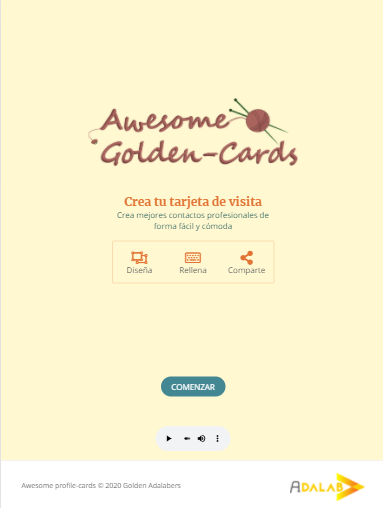 Awesome
Golden-Cards
Crea tu tarjeta de visita
Crea mejores contactos profesionales de
forma fácil y cómoda
Diseña Rellena Comparte
COMENZAR
Awesome profile-cards © 2020 Golden Adalabers
ADALAB